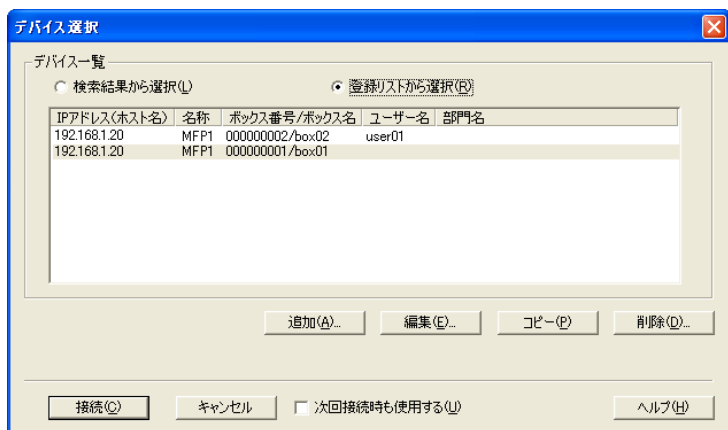 デバイス選択
デバイス一覧
検索結果から選択(L) 登録リストから選択(R)
IPアドレス(ホスト名) 名称 ボックス番号/ボックス名 ユーザー名 部門名
192.168.1.20 MFP1 000000002/box02 user01
192.168.1.20 MFP1 000000001/box01
追加(A)... 編集(E)... コピー(P) 削除(D)...
接続(C) キャンセル 次回接続時も使用する(U) ヘルプ(H)